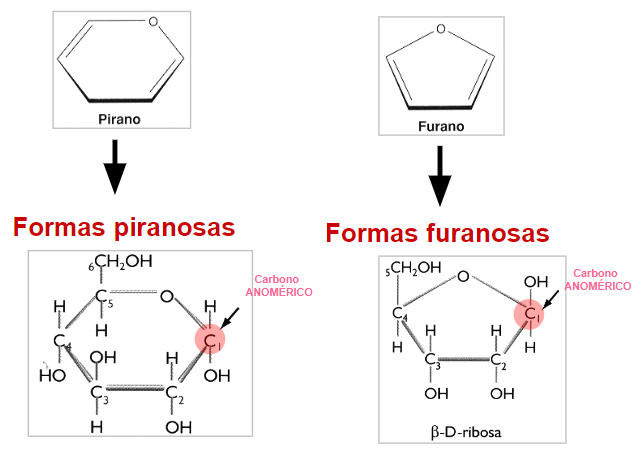 O
Pirano
O
Furano
Formas piranosas
Formas furanosas
6CH2OH
C5
O
H
H
H
C4
C1
HO
OH
H
OH
C3
C2
H
OH
Carbono
ANOMÉRICO
5CH2OH
O
OH
C4
C1
H
H
H
H
C3
C2
OH
OH
β-D-ribosa
Carbono
ANOMÉRICO